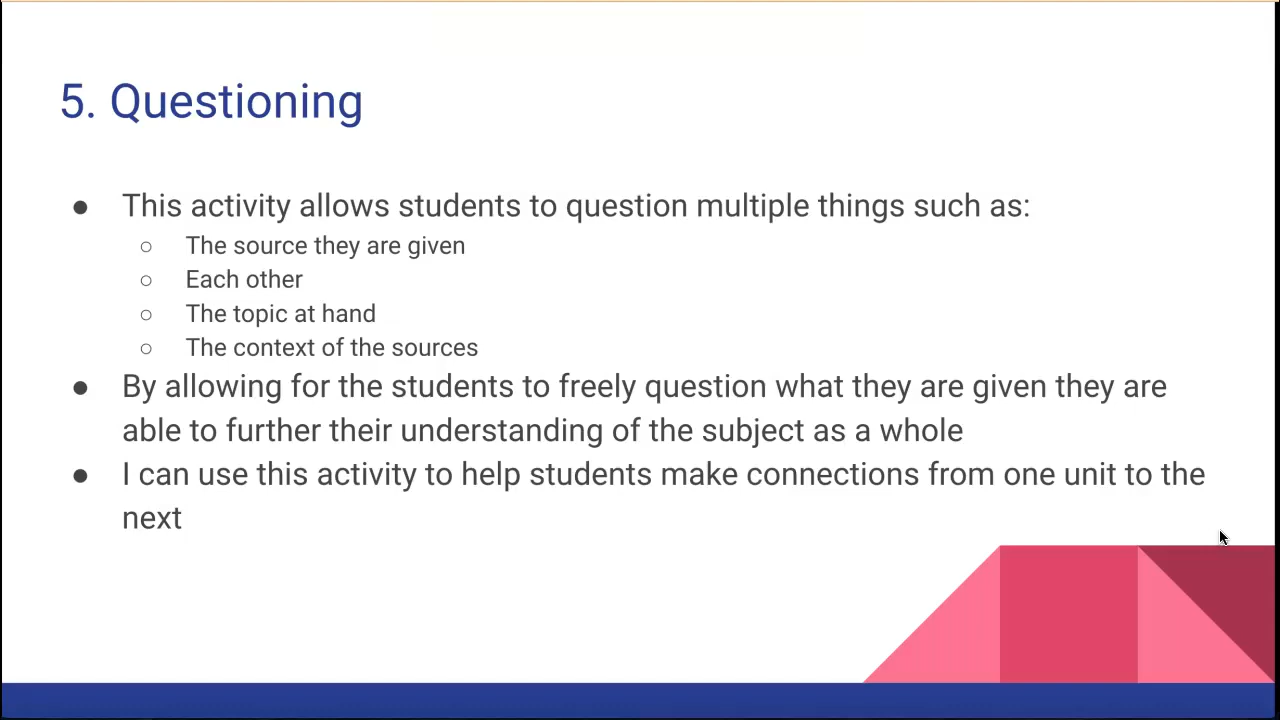 5. Questioning
● This activity allows students to question multiple things such as:
○ The source they are given
○ Each other
○ The topic at hand
○ The context of the sources
● By allowing for the students to freely question what they are given they are
able to further their understanding of the subject as a whole
● I can use this activity to help students make connections from one unit to the
next